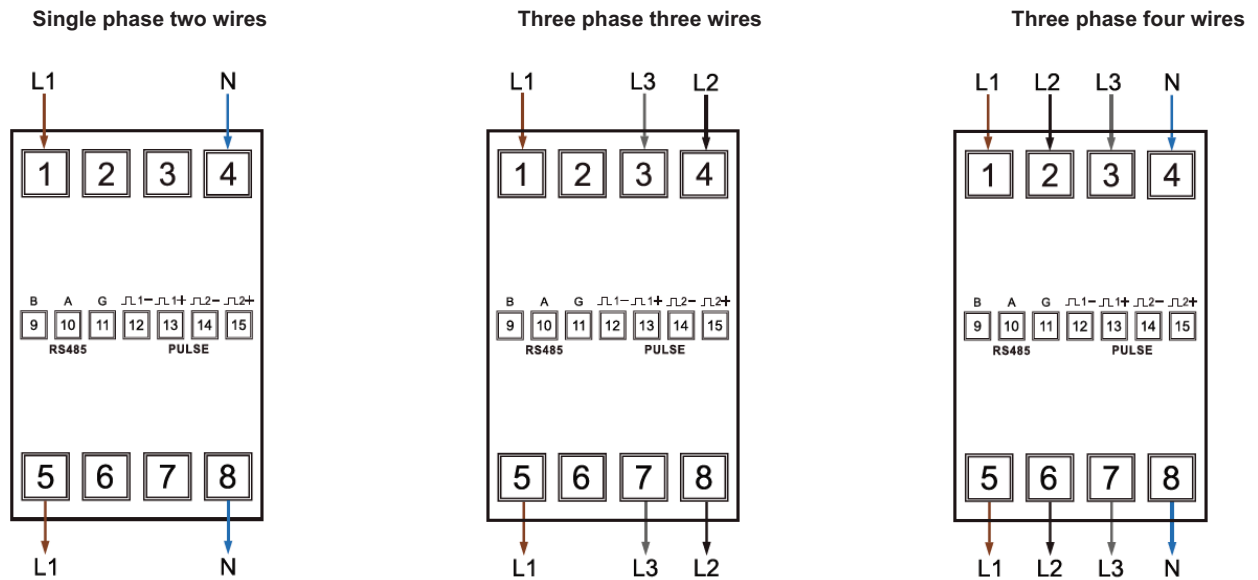 Single phase two wires
Three phase three wires
Three phase four wires
L1 N
1 2 3 4
B A G 1- 1+ 2- 2+
9 10 11 12 13 14 15
RS485 PULSE
5 6 7 8
L1 N
L1 L3 L2
1 2 3 4
B A G 1- 1+ 2- 2+
9 10 11 12 13 14 15
RS485 PULSE
5 6 7 8
L1 L3 L2
L1 L2 L3 N
1 2 3 4
B A G 1- 1+ 2- 2+
9 10 11 12 13 14 15
RS485 PULSE
5 6 7 8
L1 L2 L3 N